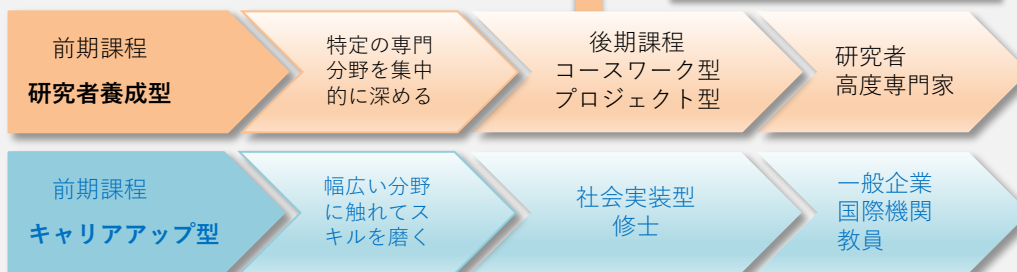 前期課程
研究者養成型
特定の専門
分野を集中
的に深める
後期課程
コースワーク型
プロジェクト型
研究者
高度専門家
前期課程
キャリアアップ型
幅広い分野
に触れてス
キルを磨く
社会実装型
修士
一般企業
国際機関
教員